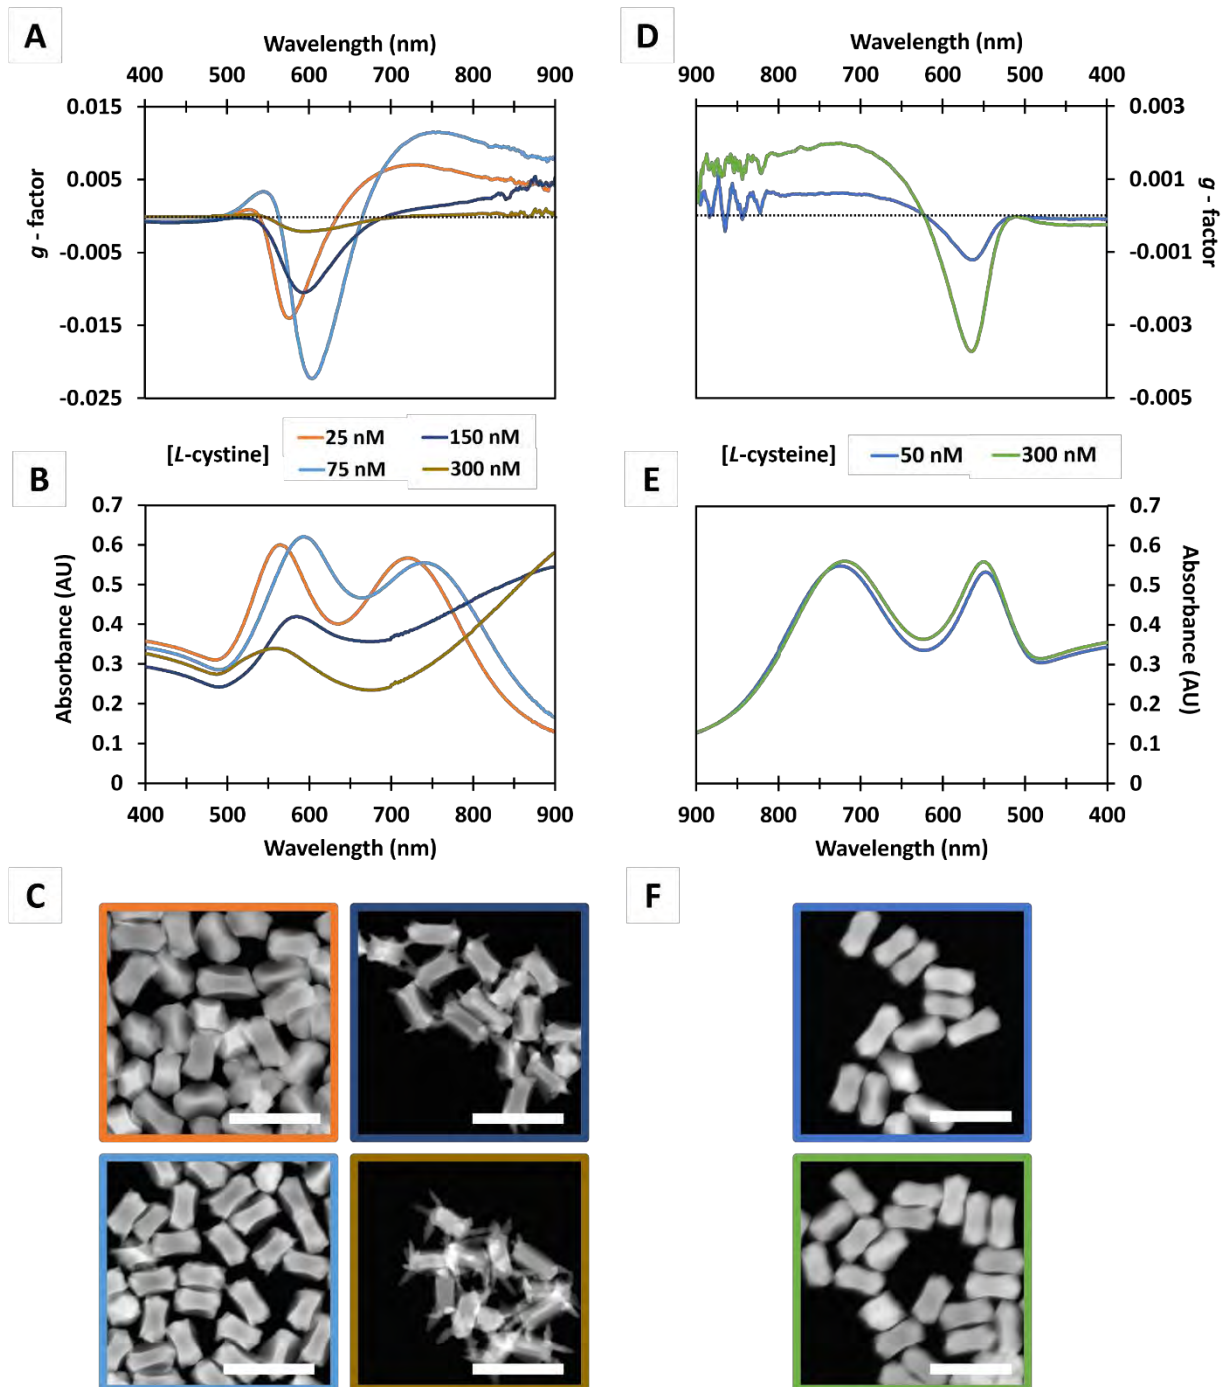 A
Wavelength (nm)
400 500 600 700 800 900
0.015
0.005
-0.005
-0.015
-0.025
g - factor
D
Wavelength (nm)
900 800 700 600 500 400
0.003
0.001
-0.001
-0.003
-0.005
g - factor
[L-cystine]
25 nM
150 nM
75 nM
300 nM
[L-cysteine]
50 nM
300 nM
B
0.7
0.6
0.5
0.4
0.3
0.2
0.1
0
Absorbance (AU)
400 500 600 700 800 900
Wavelength (nm)
E
0.7
0.6
0.5
0.4
0.3
0.2
0.1
0
Absorbance (AU)
900 800 700 600 500 400
Wavelength (nm)
C
F